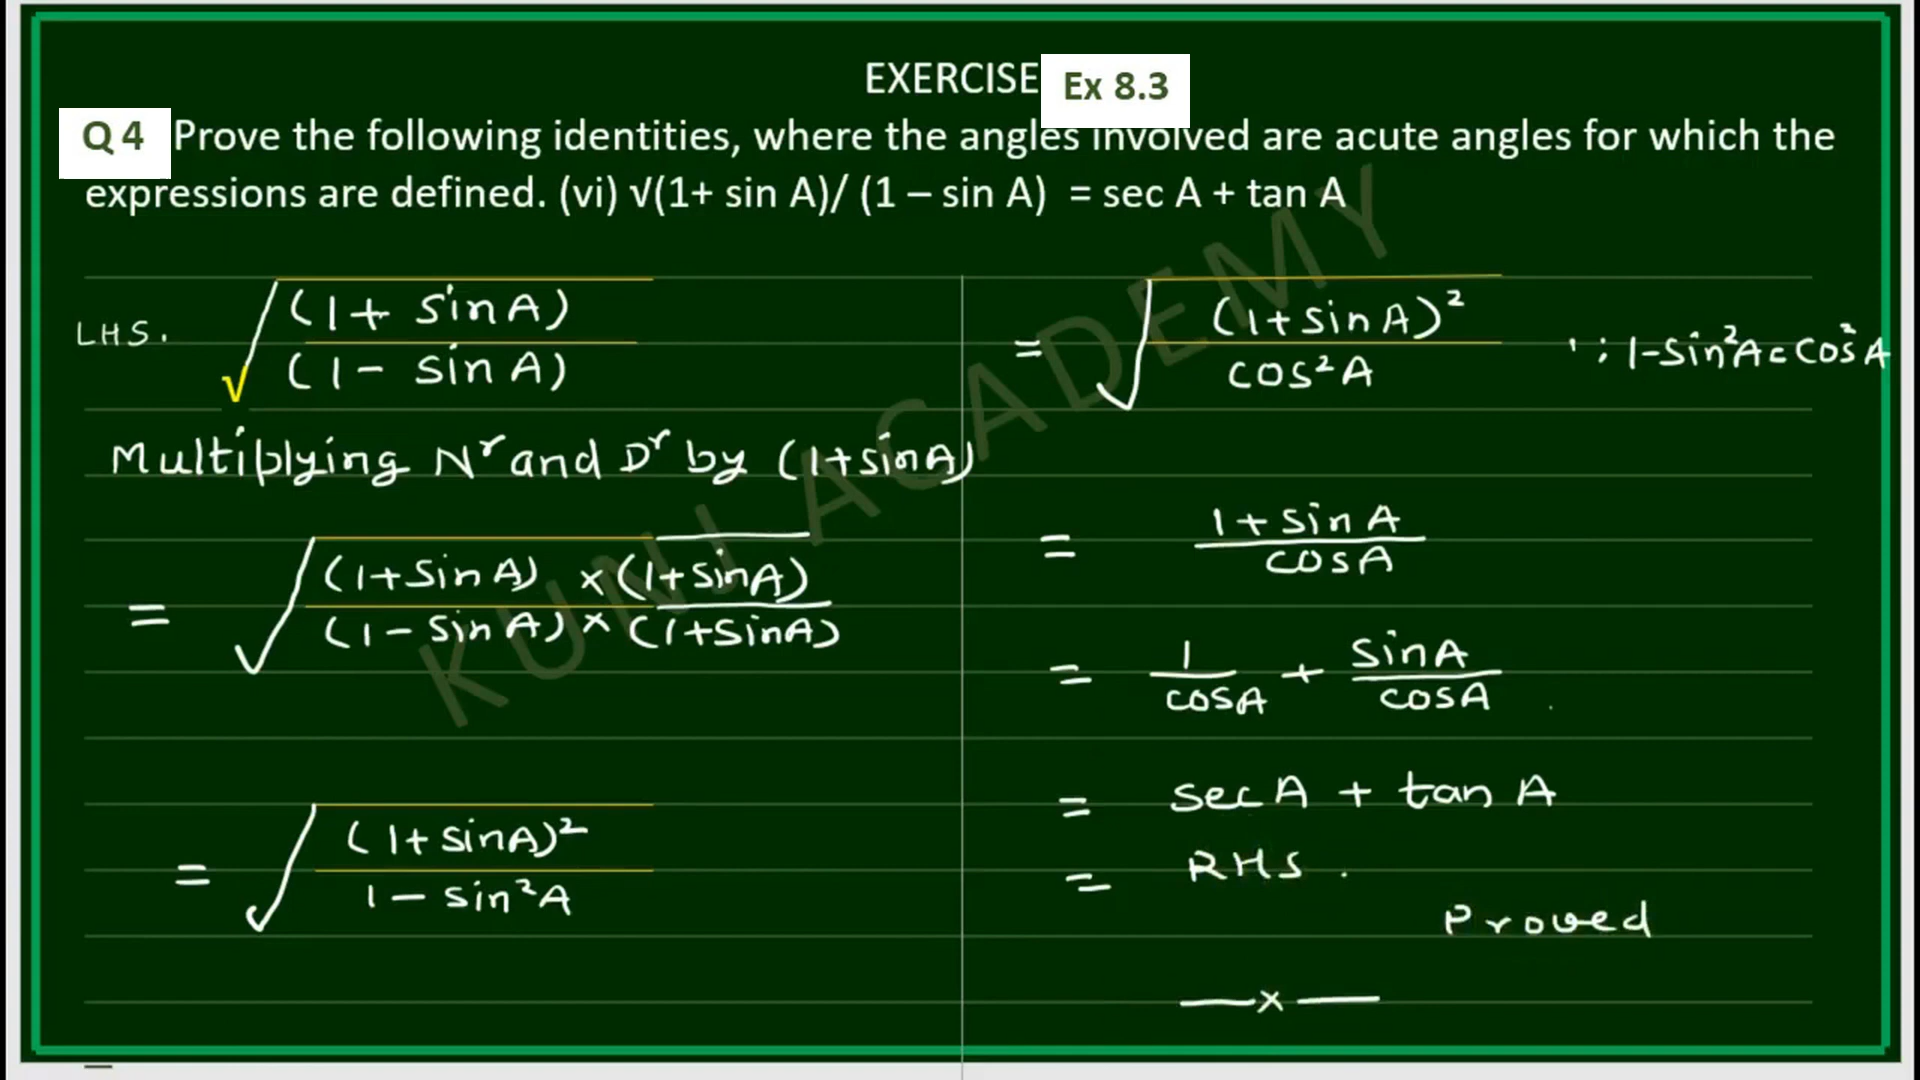 EXERCISE Ex 8.3
Q 4 Prove the following identities, where the angles involved are acute angles for which the
expressions are defined. (vi) √(1+ sin A)/ (1 – sin A) = sec A + tan A
LHS. √ (1+ sinA)
(1- sinA)
Multiplying Nʳ and Dʳ by (1+sinA)
= √ (1+sinA) × (1+sinA)
(1-sinA) × (1+sinA)
= √ (1+sinA)²
1-sin²A
= √ (1+sinA)²
cos²A ∵ 1-sin²A=cos²A
= 1+sinA
cosA
= 1 + sinA
cosA cosA
= secA + tanA
= RHS.
Proved
—x—
KUNJ ACADEMY